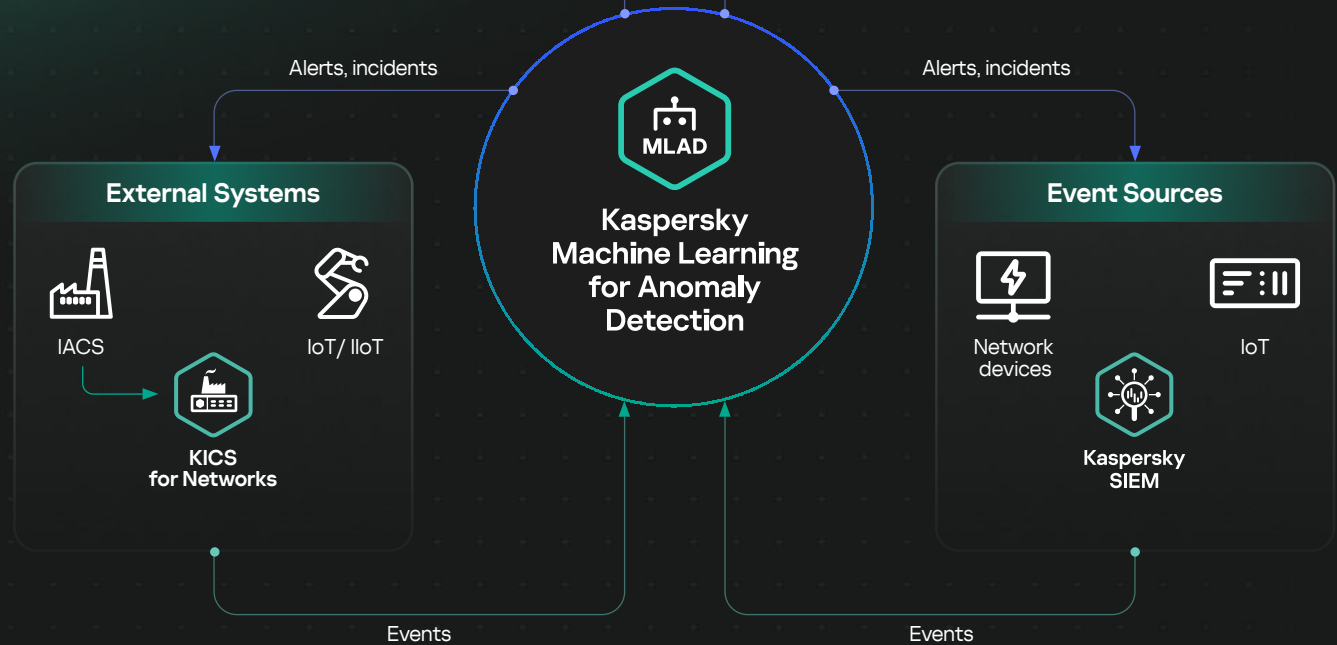 Alerts, incidents
Alerts, incidents
MLAD
Kaspersky
Machine Learning
for Anomaly
Detection
External Systems
IACS
IoT/ IIoT
KICS
for Networks
Event Sources
Network
devices
IoT
Kaspersky
SIEM
Events
Events